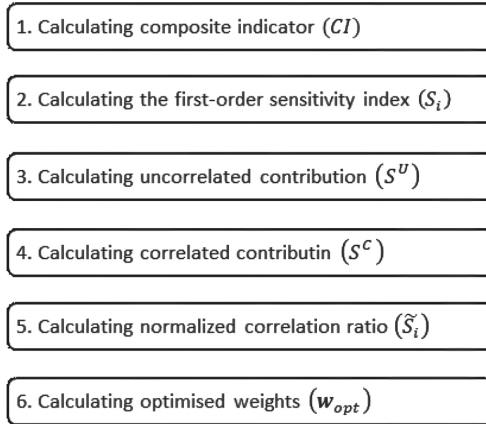 1. Calculating composite indicator (CI)
2. Calculating the first-order sensitivity index (Sᵢ)
3. Calculating uncorrelated contribution (Sᵁ)
4. Calculating correlated contributin (Sᶜ)
5. Calculating normalized correlation ratio (S̃ᵢ)
6. Calculating optimised weights (w_opt)